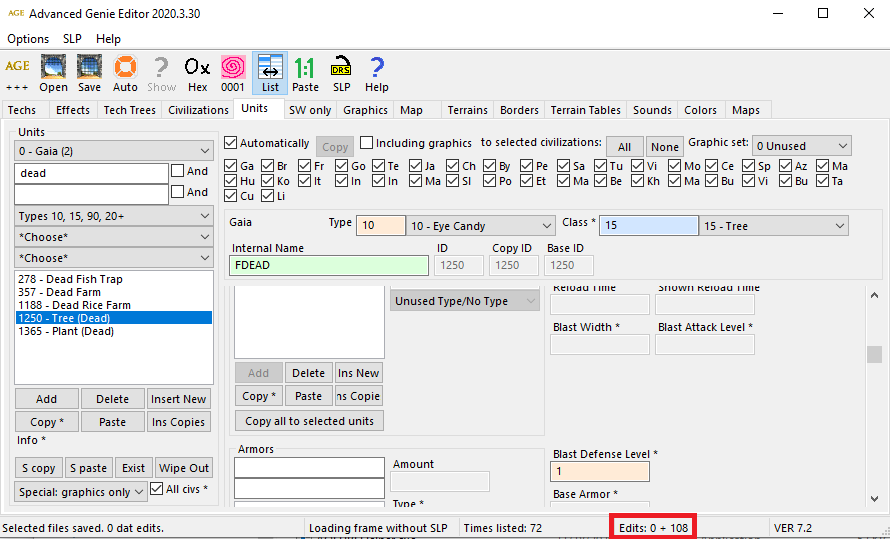 AGE Advanced Genie Editor 2020.3.30
Options SLP Help
AGE Ox 1:1 DRS
+++ Open Save Auto Show Hex 0001 List Paste SLP Help
Techs Effects Tech Trees Civilizations Units SW only Graphics Map Terrains Borders Terrain Tables Sounds Colors Maps
Units
0 - Gaia (2)
dead And
And
Types 10, 15, 90, 20+
*Choose*
*Choose*
278 - Dead Fish Trap
357 - Dead Farm
1188 - Dead Rice Farm
1250 - Tree (Dead)
1365 - Plant (Dead)
Add Delete Insert New
Copy * Paste Ins Copies
Info *
S copy S paste Exist Wipe Out
Special: graphics only All civs *
Automatically Copy Including graphics to selected civilizations: All None Graphic set: 0 Unused
Ga Br Fr Go Te Ja Ch By Pe Sa Tu Vi Mo Ce Sp Az Ma
Hu Ko It In In Ma Sl Po Et Ma Be Kh Ma Bu Vi Bu Ta
Cu Li
Gaia Type 10 10 - Eye Candy Class * 15 15 - Tree
Internal Name ID Copy ID Base ID
FDEAD 1250 1250 1250
Unused Type/No Type
Reload Time Shown Reload Time
Blast Width * Blast Attack Level *
Add Delete Ins New
Copy * Paste ns Copie
Copy all to selected units
Armors
Amount
Type *
Blast Defense Level *
1
Base Armor *
Selected files saved. 0 dat edits. Loading frame without SLP Times listed: 72 Edits: 0 + 108 VER 7.2